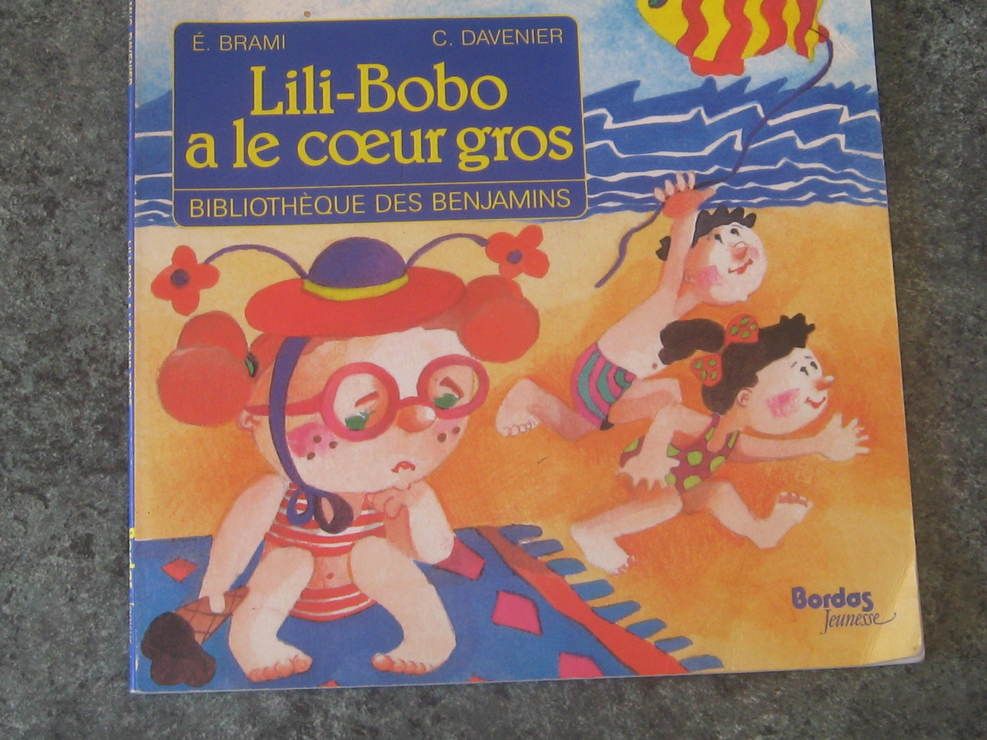 É. BRAMI C. DAVENIER
Lili-Bobo
a le cœur gros
BIBLIOTHÈQUE DES BENJAMINS
Bordas
Jeunesse